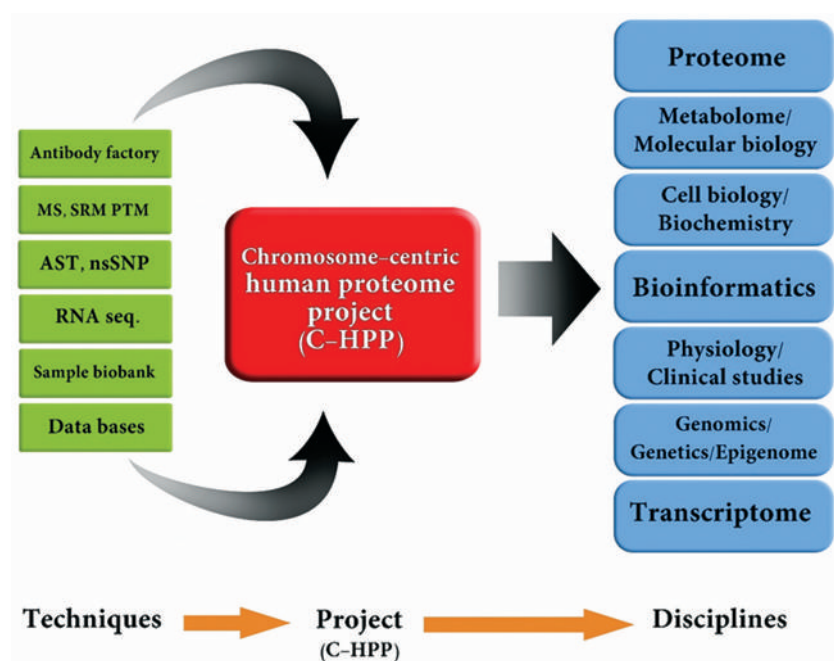 Antibody factory
MS, SRM PTM
AST, nsSNP
RNA seq.
Sample biobank
Data bases
Chromosome–centric
human proteome
project
(C–HPP)
Proteome
Metabolome/
Molecular biology
Cell biology/
Biochemistry
Bioinformatics
Physiology/
Clinical studies
Genomics/
Genetics/Epigenome
Transcriptome
Techniques
Project
(C–HPP)
Disciplines